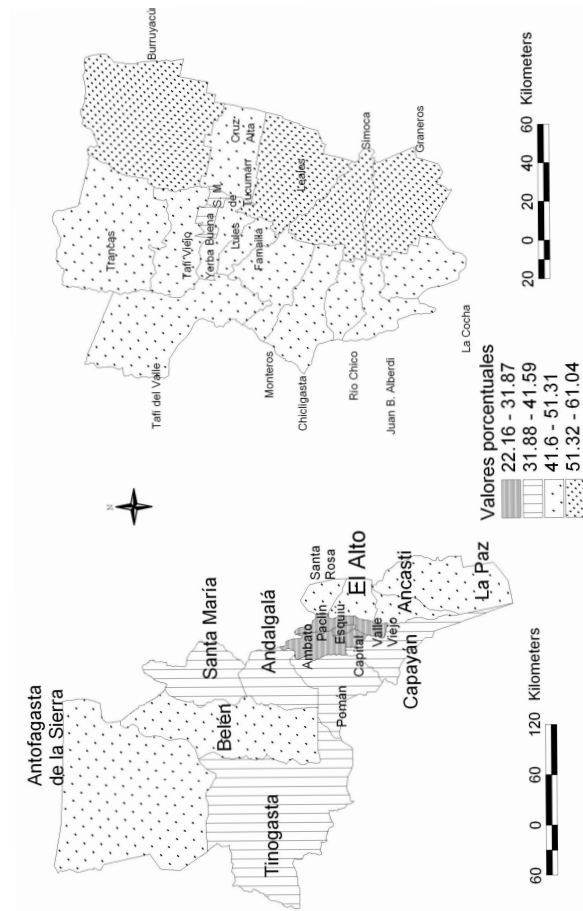 Antofagasta
de la Sierra
Santa María
Belén
Andalgalá
Tinogasta
Ambato
Paclín
Santa
Rosa
Pomán
Esquiú
El Alto
Capital
Valle
Viejo
Ancasti
Capayán
La Paz
60 0 60 120 Kilometers
N
Burruyacú
Trancas
Tafí del Valle
Tafí Viejo
Yerba Buena
S. M.
de
Tucumán
Cruz
Alta
Lules
Famaillá
Leales
Monteros
Chicligasta
Simoca
Río Chico
Graneros
Juan B. Alberdi
La Cocha
20 0 20 40 60 Kilometers
Valores porcentuales
22.16 - 31.87
31.88 - 41.59
41.6 - 51.31
51.32 - 61.04